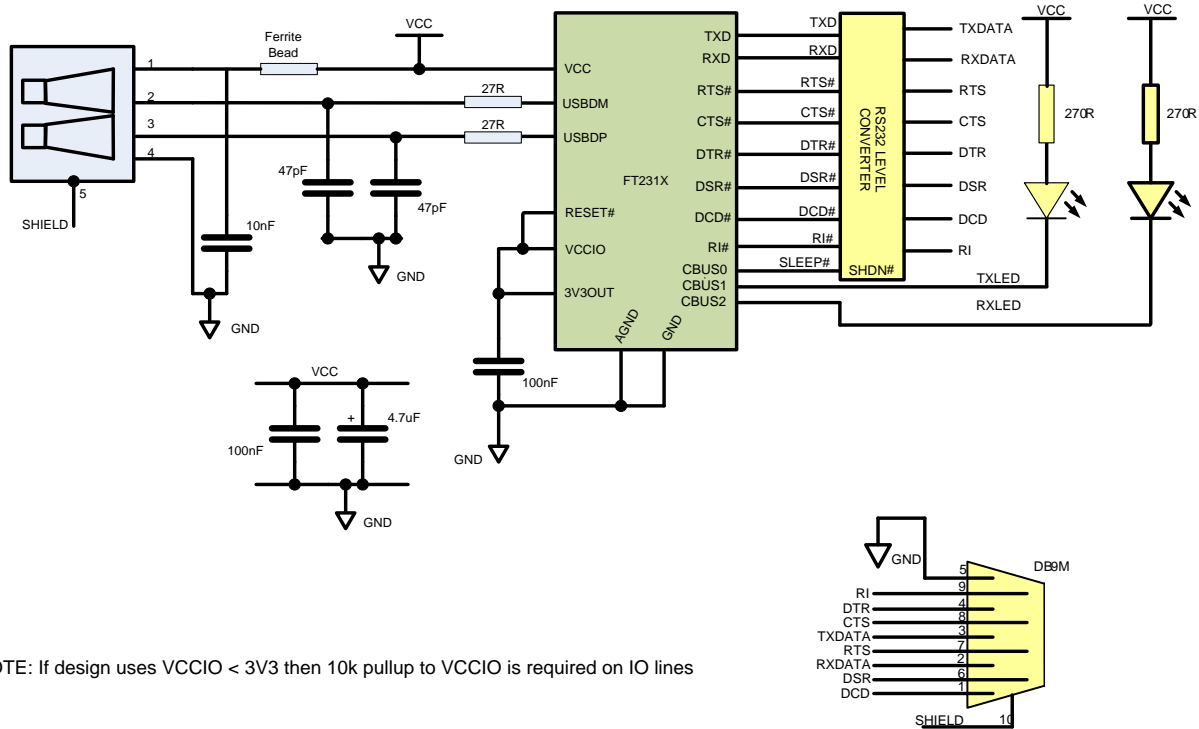 VCC
VCC
VCC
Ferrite
Bead
1
2
3
4
5
SHIELD
27R
27R
47pF
47pF
10nF
GND
GND
VCC
USBDM
USBDP
RESET#
VCCIO
3V3OUT
FT231X
AGND
GND
TXD
RXD
RTS#
CTS#
DTR#
DSR#
DCD#
RI#
CBUS0
CBUS1
CBUS2
TXD
RXD
RTS#
CTS#
DTR#
DSR#
DCD#
RI#
SLEEP#
RS232 LEVEL
CONVERTER
SHDN#
TXDATA
RXDATA
RTS
CTS
DTR
DSR
DCD
RI
270R
270R
TXLED
RXLED
100nF
GND
VCC
100nF
+
4.7uF
GND
GND
DB9M
5
RI 9
DTR 4
CTS 8
TXDATA 3
RTS 7
RXDATA 2
DSR 6
DCD 1
SHIELD 10
OTE: If design uses VCCIO < 3V3 then 10k pullup to VCCIO is required on IO lines